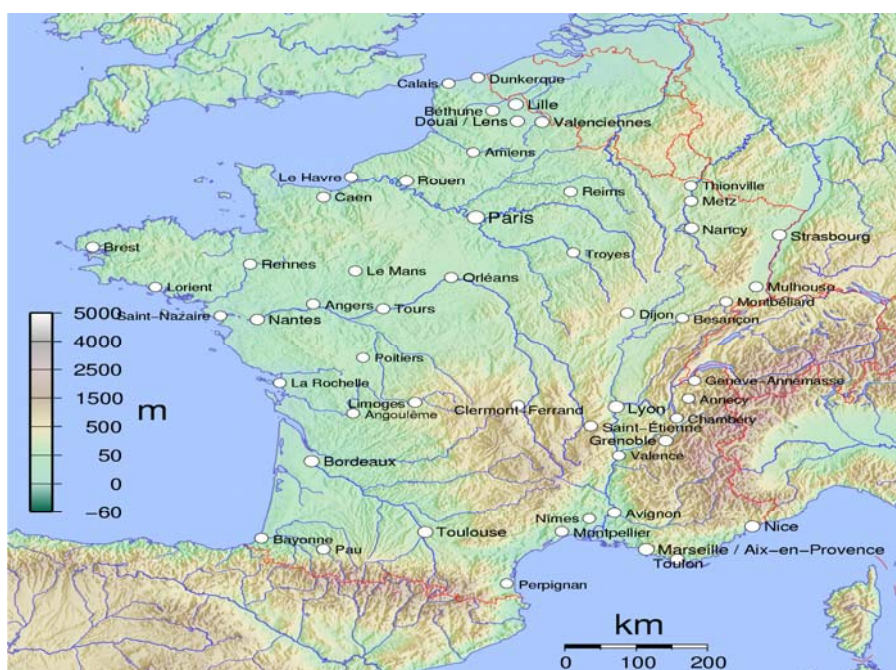 Dunkerque
Calais
Lille
Béthune
Douai / Lens
Valenciennes
Amiens
Le Havre
Rouen
Reims
Thionville
Caen
Metz
Paris
Nancy
Strasbourg
Brest
Troyes
Rennes
Le Mans
Orléans
Lorient
Mulhouse
Angers
Tours
Montbéliard
Saint-Nazaire
Nantes
Dijon
Besançon
5000
4000
2500
1500
500
50
0
-60
m
Poitiers
La Rochelle
Genève-Annemasse
Limoges
Annecy
Angoulème
Clermont-Ferrand
Lyon
Chambéry
Saint-Étienne
Grenoble
Valence
Bordeaux
Avignon
Nîmes
Nice
Bayonne
Toulouse
Montpellier
Pau
Marseille / Aix-en-Provence
Toulon
Perpignan
km
0 100 200